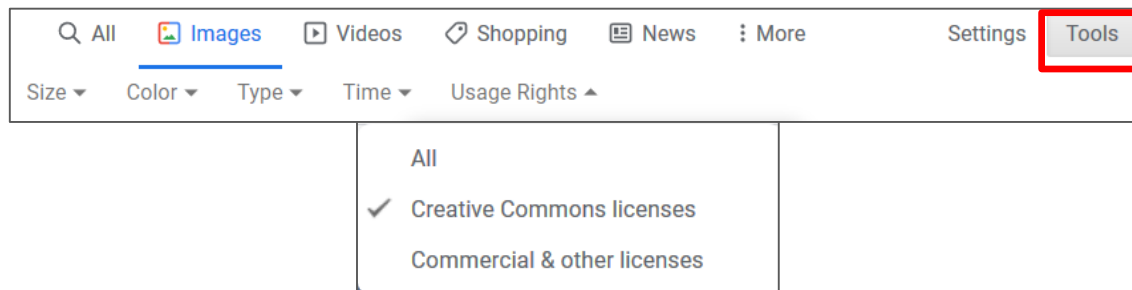 All Images Videos Shopping News More Settings Tools
Size Color Type Time Usage Rights
All
Creative Commons licenses
Commercial & other licenses